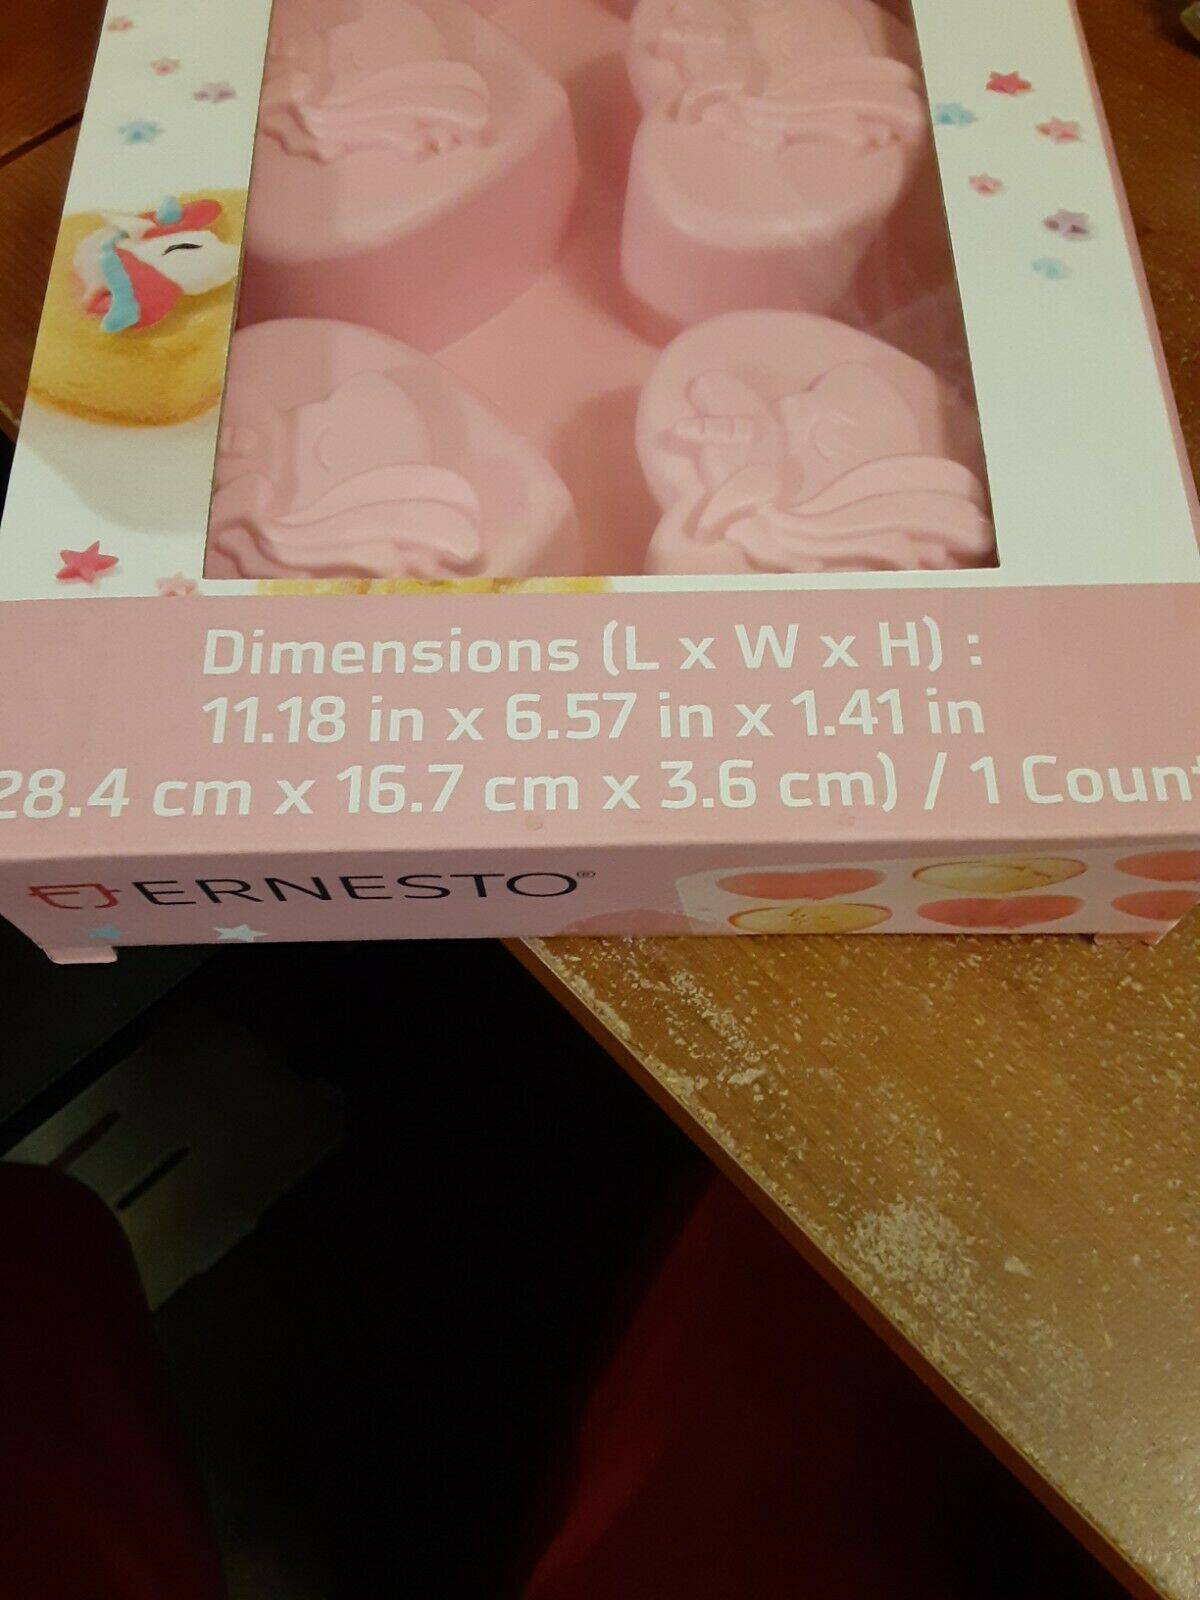 Dimensions (L x W x H) :
11.18 in x 6.57 in x 1.41 in
28.4 cm x 16.7 cm x 3.6 cm) / 1 Count
ERNESTO®